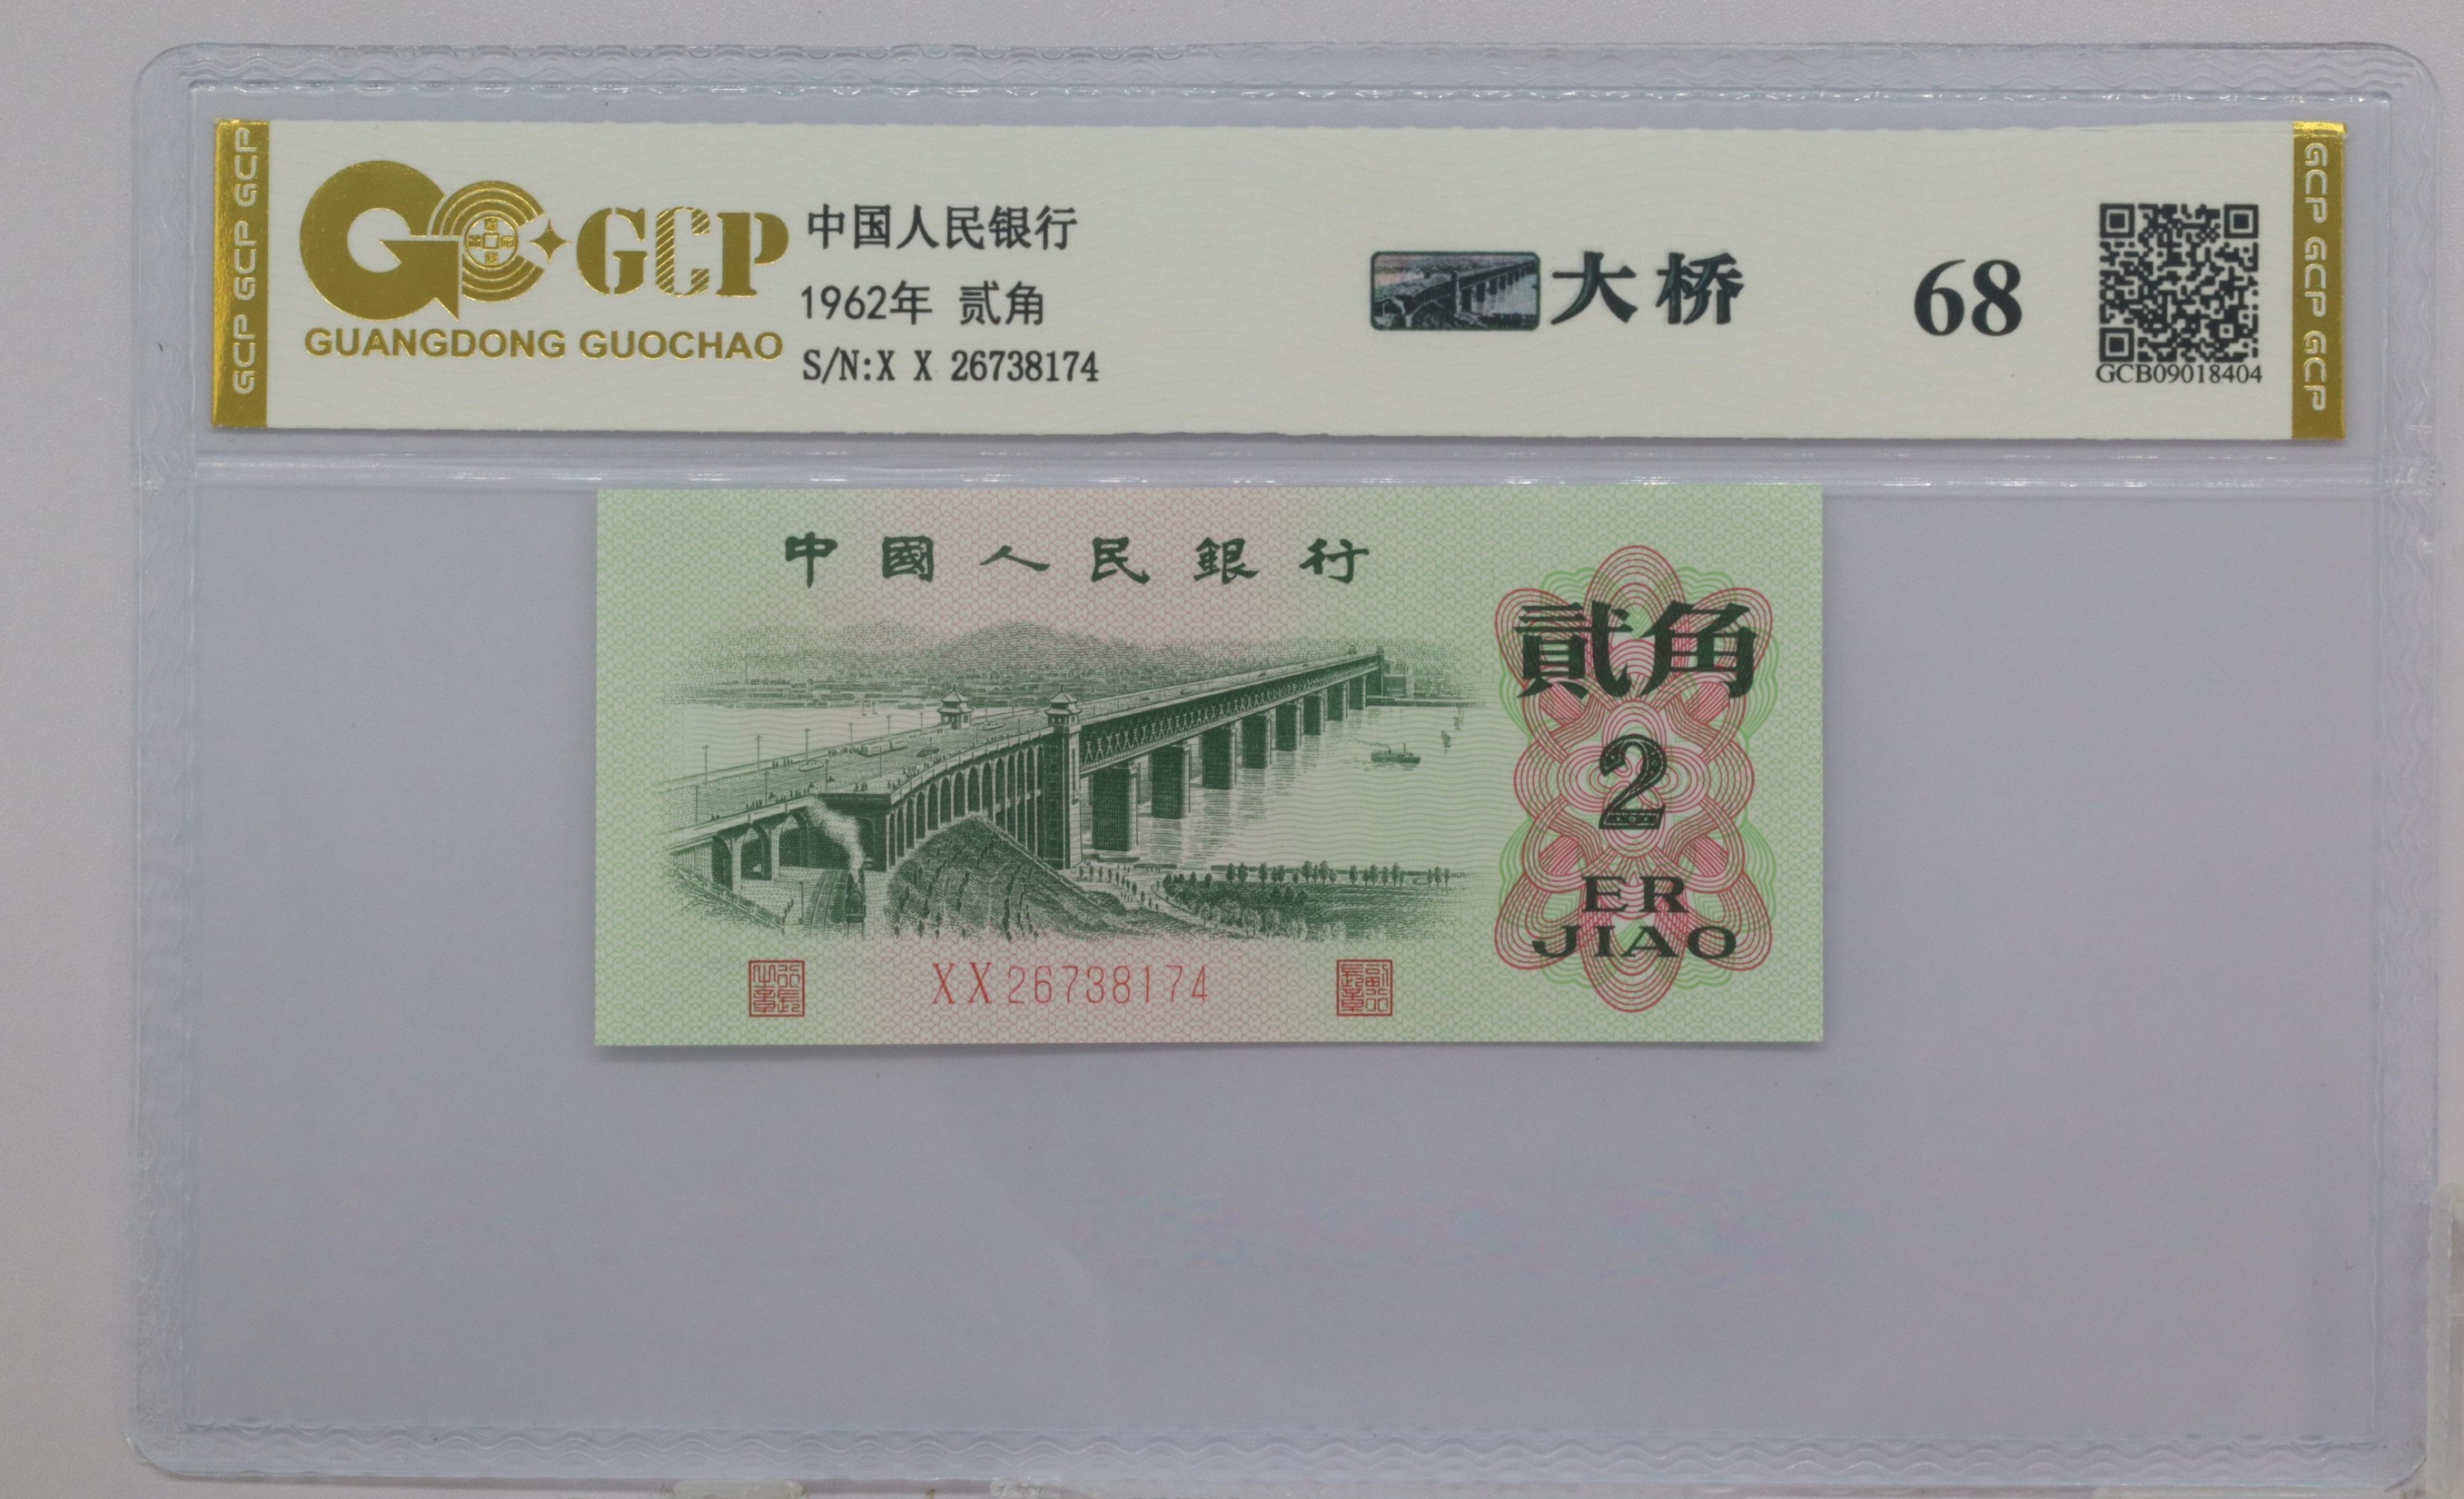 GCP GCP GCP
GCP
GUANGDONG GUOCHAO
中国人民银行
1962年 贰角
S/N:X X 26738174
大桥
68
GCB09018404
GCP GCP GCP
中國人民銀行
貳角
2
ER
JIAO
XX26738174